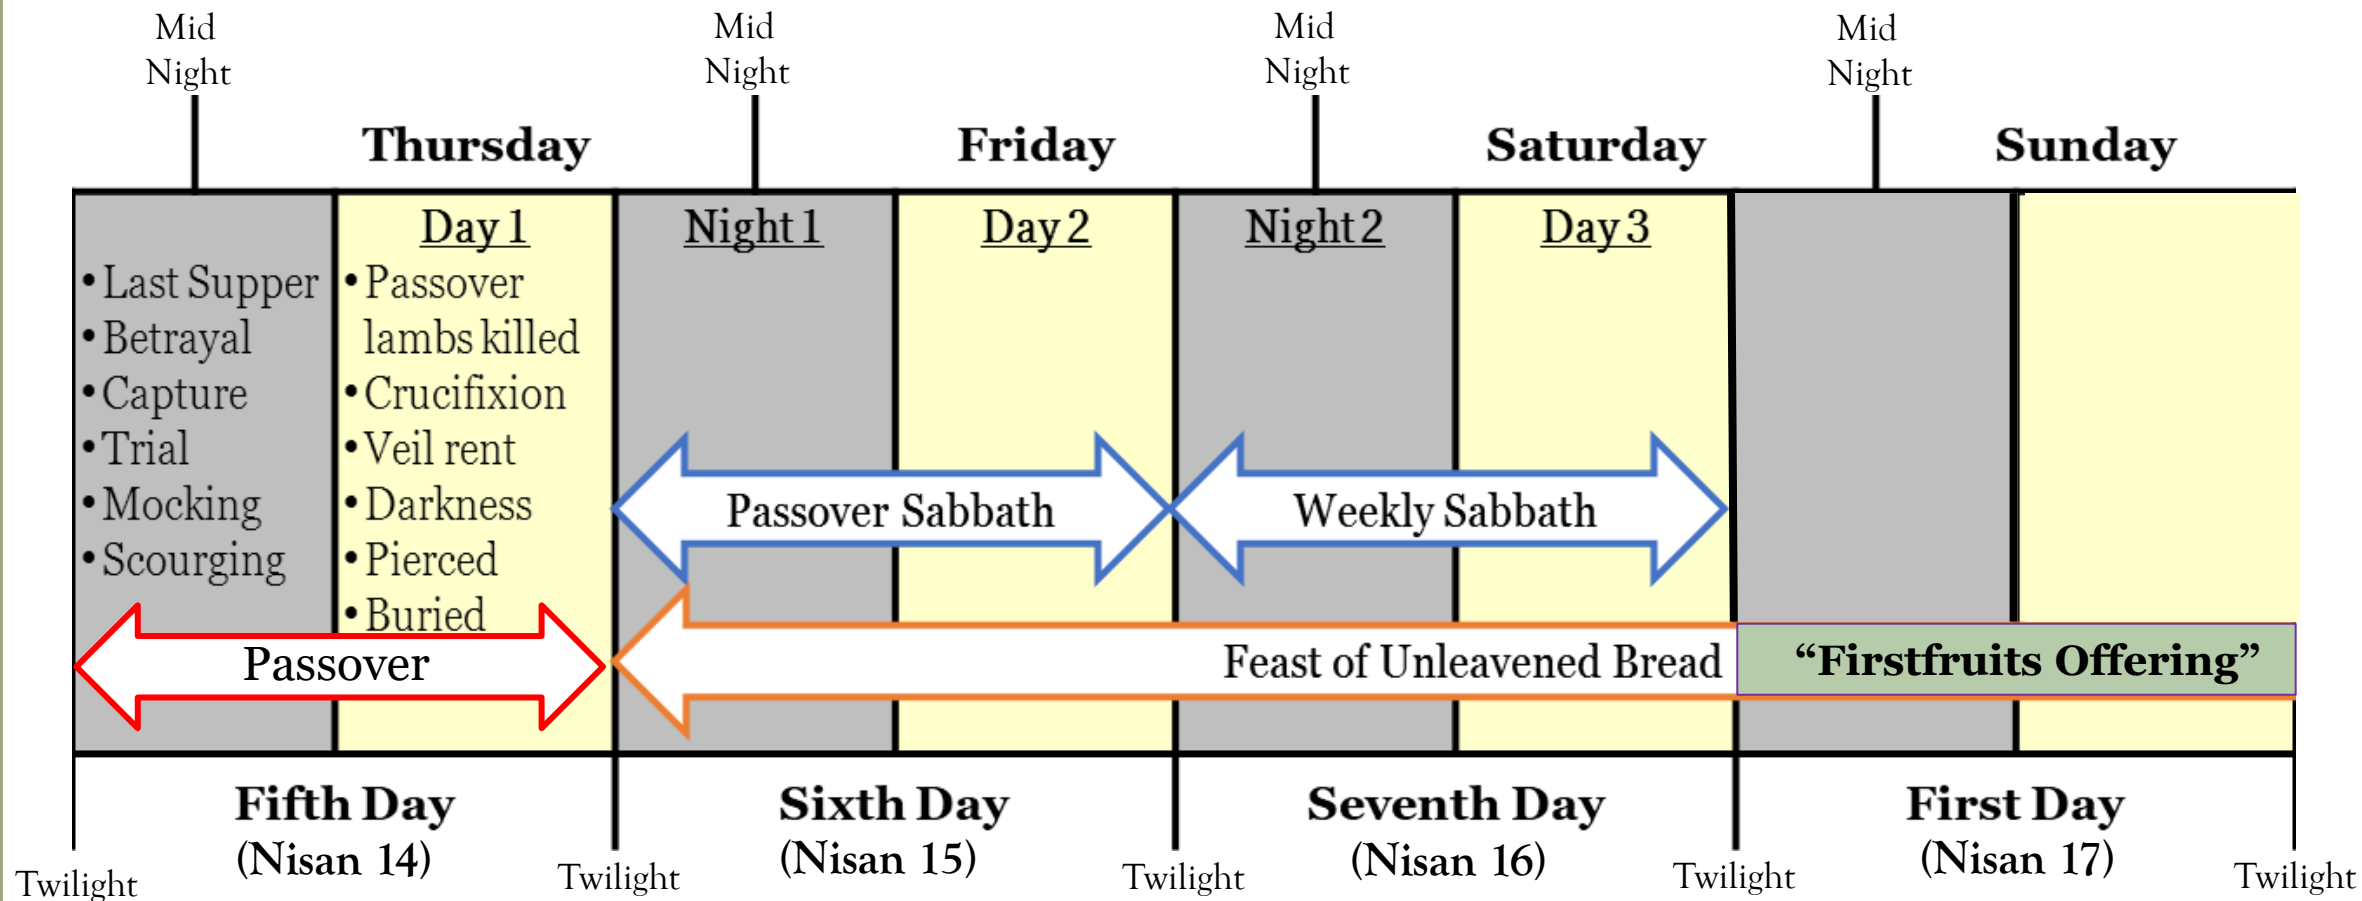 Mid
Night
Mid
Night
Mid
Night
Mid
Night
Thursday
Friday
Saturday
Sunday
• Last Supper
• Betrayal
• Capture
• Trial
• Mocking
• Scourging
Day 1
• Passover
lambs killed
• Crucifixion
• Veil rent
• Darkness
• Pierced
• Buried
Night 1
Day 2
Night 2
Day 3
Passover Sabbath
Weekly Sabbath
Passover
Feast of Unleavened Bread
“Firstfruits Offering”
Fifth Day
(Nisan 14)
Sixth Day
(Nisan 15)
Seventh Day
(Nisan 16)
First Day
(Nisan 17)
Twilight
Twilight
Twilight
Twilight
Twilight